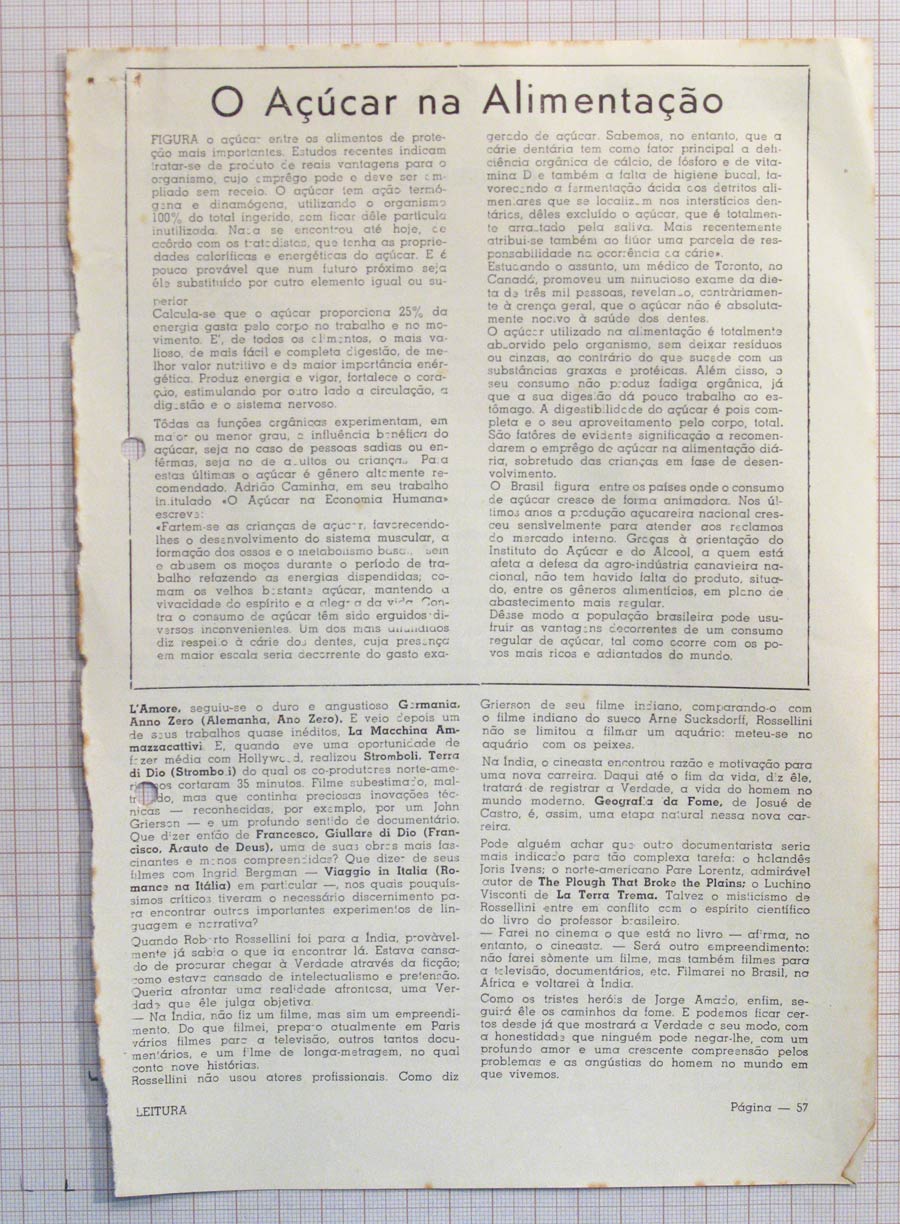 O Açúcar na Alimentação
FIGURA o açúcar entre os alimentos de prote-
ção mais importantes. Estudos recentes indicam
tratar-se de produto de reais vantagens para o
organismo, cujo emprêgo pode e deve ser em-
pliado sem receio. O açúcar tem ação termó-
gena e dinamógena, utilizando o organismo
100% do total ingerido, sem ficar dêle partícula
inutilizada. Nada se encontrou até hoje, de
acôrdo com os tratadistas, que tenha as proprie-
dades caloríficas e energéticas do açúcar. E é
pouco provável que num futuro próximo seja
êle substituído por outro elemento igual ou su-
perior
Calcula-se que o açúcar proporciona 25% da
energia gasta pelo corpo no trabalho e no mo-
vimento. E', de todos os alimentos, o mais va-
lioso, de mais fácil e completa digestão, de me-
lhor valor nutritivo e de maior importância enér-
gética. Produz energia e vigor, fortalece o cora-
ção, estimulando por outro lado a circulação, a
digestão e o sistema nervoso.
Tôdas as funções orgânicas experimentam, em
maior ou menor grau, a influência benéfica do
açúcar, seja no caso de pessoas sadias ou en-
fêrmas, seja no de adultos ou crianças. Para
estas últimas o açúcar é gênero altamente re-
comendado. Adrião Caminha, em seu trabalho
intitulado «O Açúcar na Economia Humana»
escreve:
«Fartem-se as crianças de açucar, favorecendo-
lhes o desenvolvimento do sistema muscular, a
formação dos ossos e o metabolismo basal, sem
e abusem os moços durante o período de tra-
balho refazendo as energias dispendidas; co-
mam os velhos bastante açúcar, mantendo a
vivacidade do espírito e a alegria da vida. Con-
tra o consumo de açúcar têm sido erguidos di-
versos inconvenientes. Um dos mais difundidos
diz respeito à cárie dos dentes, cuja presença
em maior escala seria decorrente do gasto exa-
gerado de açúcar. Sabemos, no entanto, que a
cárie dentária tem como fator principal a defi-
ciência orgânica de cálcio, de fósforo e de vita-
mina D e também a falta de higiene bucal, fa-
vorecendo a fermentação ácida dos detritos ali-
mentares que se localizam nos interstícios den-
tários, dêles excluído o açúcar, que é totalmen-
te arrastado pela saliva. Mais recentemente
atribui-se também ao flúor uma parcela de res-
ponsabilidade na ocorrência da cárie».
Estudando o assunto, um médico de Toronto, no
Canadá, promoveu um minucioso exame da die-
ta de três mil pessoas, revelando, contràriamen-
te à crença geral, que o açúcar não é absoluta-
mente nocivo à saúde dos dentes.
O açúcar utilizado na alimentação é totalmente
absorvido pelo organismo, sem deixar resíduos
ou cinzas, ao contrário do que sucede com as
substâncias graxas e protéicas. Além disso, o
seu consumo não produz fadiga orgânica, já
que a sua digestão dá pouco trabalho ao es-
tômago. A digestibilidade do açúcar é pois com-
pleta e o seu aproveitamento pelo corpo, total.
São fatôres de evidente significação a recomen-
darem o emprêgo de açúcar na alimentação diá-
ria, sobretudo das crianças em fase de desen-
volvimento.
O Brasil figura entre os países onde o consumo
de açúcar cresce de forma animadora. Nos úl-
timos anos a produção açucareira nacional cres-
ceu sensivelmente para atender aos reclamos
do mercado interno. Graças à orientação do
Instituto do Açúcar e do Álcool, a quem está
afeta a defesa da agro-indústria canavieira na-
cional, não tem havido falta do produto, situa-
do, entre os gêneros alimentícios, em plano de
abastecimento mais regular.
Dêsse modo a população brasileira pode usu-
fruir as vantagens decorrentes de um consumo
regular de açúcar, tal como ocorre com os po-
vos mais ricos e adiantados do mundo.
L'Amore, seguiu-se o duro e angustioso Germania,
Anno Zero (Alemanha, Ano Zero). E veio depois um
de seus trabalhos quase inéditos, La Macchina Am-
mazzacattivi. E, quando eve uma oportunidade de
fazer média com Hollywood, realizou Stromboli, Terra
di Dio (Stromboli) do qual os co-produtores norte-ame-
ricanos cortaram 35 minutos. Filme subestimado, mal-
tratado, mas que continha preciosas inovações téc-
nicas — reconhecidas, por exemplo, por um John
Grierson — e um profundo sentido de documentário.
Que dizer então de Francesco, Giullare di Dio (Fran-
cisco, Arauto de Deus), uma de suas obras mais fas-
cinantes e menos compreendidas? Que dizer de seus
filmes com Ingrid Bergman — Viaggio in Italia (Ro-
mance na Itália) em particular —, nos quais pouquís-
simos críticos tiveram o necessário discernimento pa-
ra encontrar outros importantes experimentos de lin-
guagem e narrativa?
Quando Roberto Rossellini foi para a Índia, provàvel-
mente já sabia o que ia encontrar lá. Estava cansa-
do de procurar chegar à Verdade através da ficção;
como estava cansado de intelectualismo e pretensão.
Queria afrontar uma realidade afrontosa, uma Ver-
dade que êle julga objetiva.
— Na Índia, não fiz um filme, mas sim um empreendi-
mento. Do que filmei, preparo atualmente em Paris
vários filmes para a televisão, outros tantos docu-
mentários, e um filme de longa-metragem, no qual
conto nove histórias.
Rossellini não usou atores profissionais. Como diz
Grierson de seu filme indiano, comparando-o com
o filme indiano do sueco Arne Sucksdorff, Rossellini
não se limitou a filmar um aquário: meteu-se no
aquário com os peixes.
Na Índia, o cineasta encontrou razão e motivação para
uma nova carreira. Daqui até o fim da vida, diz êle,
tratará de registrar a Verdade, a vida do homem no
mundo moderno. Geografia da Fome, de Josué de
Castro, é, assim, uma etapa natural nessa nova car-
reira.
Pode alguém achar que outro documentarista seria
mais indicado para tão complexa tarefa: o holandês
Joris Ivens; o norte-americano Pare Lorentz, admirável
autor de The Plough That Broke the Plains; o Luchino
Visconti de La Terra Trema. Talvez o misticismo de
Rossellini entre em conflito com o espírito científico
do livro do professor brasileiro.
— Farei no cinema o que está no livro — afirma, no
entanto, o cineasta. — Será outro empreendimento:
não farei sòmente um filme, mas também filmes para
a televisão, documentários, etc. Filmarei no Brasil, na
Africa e voltarei à Índia.
Como os tristes heróis de Jorge Amado, enfim, se-
guirá êle os caminhos da fome. E podemos ficar cer-
tos desde já que mostrará a Verdade a seu modo, com
a honestidade que ninguém pode negar-lhe, com um
profundo amor e uma crescente compreensão pelos
problemas e as angústias do homem no mundo em
que vivemos.
LEITURA
Página — 57